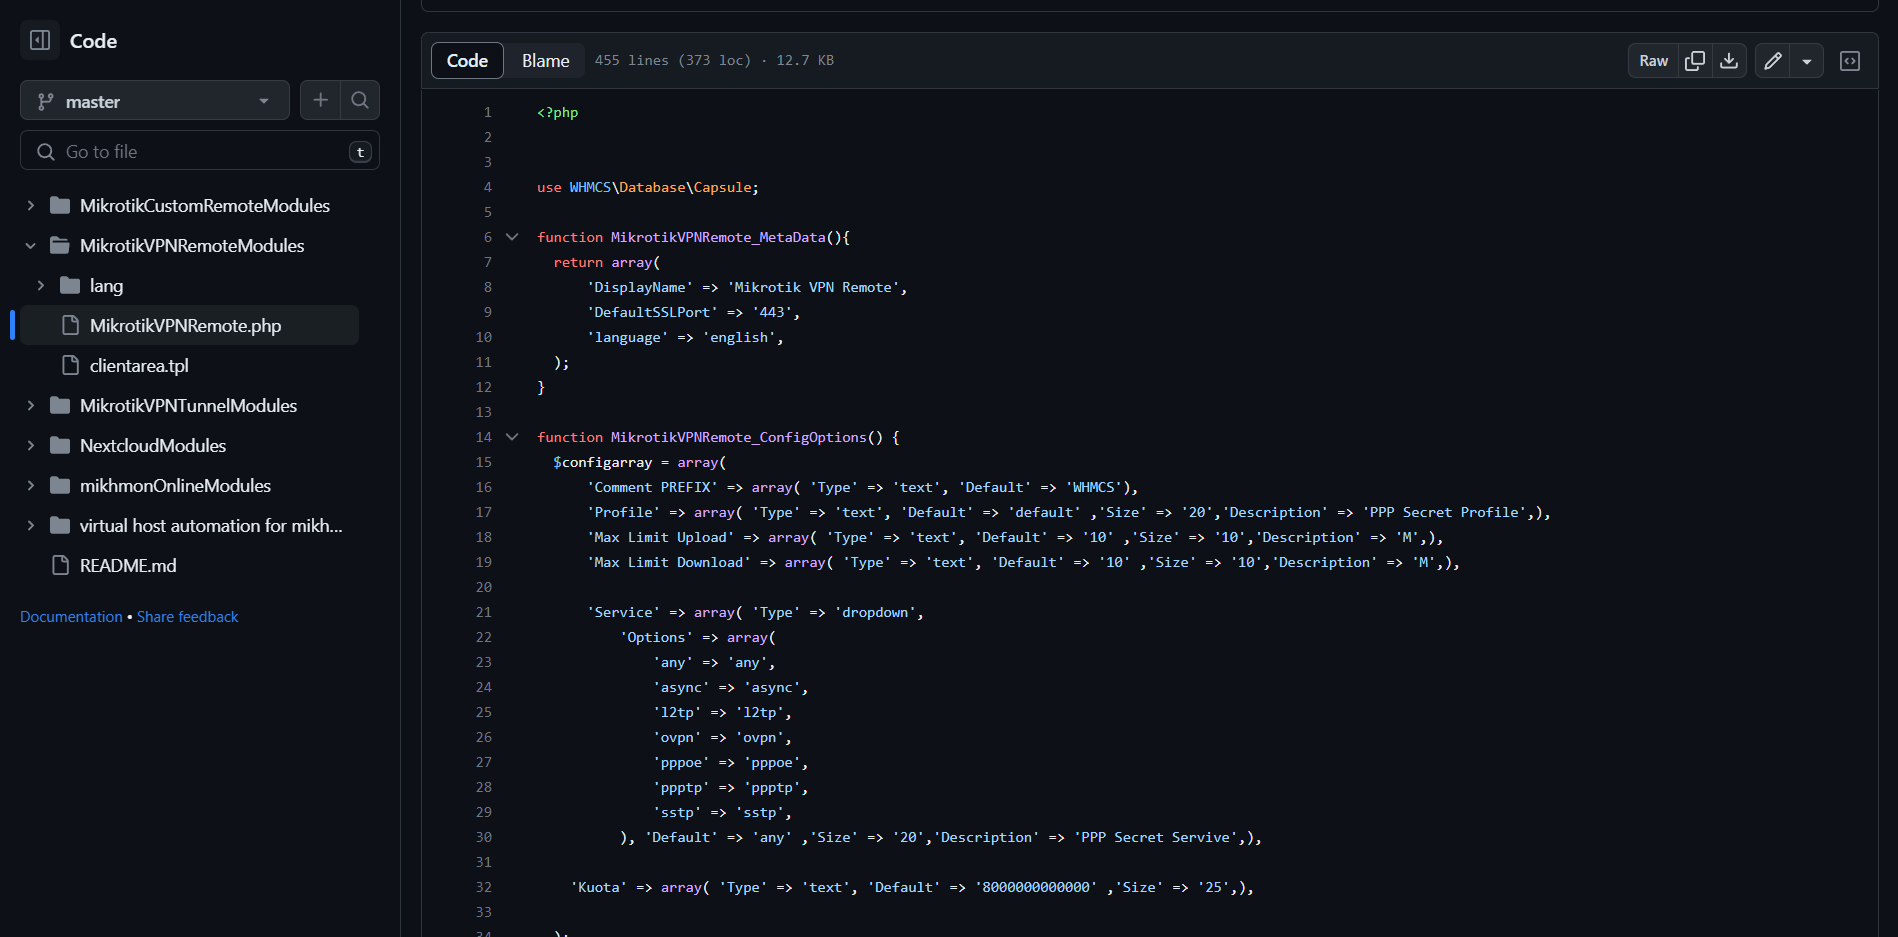 Code
master
Go to file
t
MikrotikCustomRemoteModules
MikrotikVPNRemoteModules
lang
MikrotikVPNRemote.php
clientarea.tpl
MikrotikVPNTunnelModules
NextcloudModules
mikhmonOnlineModules
virtual host automation for mikh...
README.md
Documentation • Share feedback
Code Blame 455 lines (373 loc) · 12.7 KB Raw
1 <?php
2
3
4 use WHMCS\Database\Capsule;
5
6 function MikrotikVPNRemote_MetaData(){
7 return array(
8 'DisplayName' => 'Mikrotik VPN Remote',
9 'DefaultSSLPort' => '443',
10 'language' => 'english',
11 );
12 }
13
14 function MikrotikVPNRemote_ConfigOptions() {
15 $configarray = array(
16 'Comment PREFIX' => array( 'Type' => 'text', 'Default' => 'WHMCS'),
17 'Profile' => array( 'Type' => 'text', 'Default' => 'default' ,'Size' => '20','Description' => 'PPP Secret Profile',),
18 'Max Limit Upload' => array( 'Type' => 'text', 'Default' => '10' ,'Size' => '10','Description' => 'M',),
19 'Max Limit Download' => array( 'Type' => 'text', 'Default' => '10' ,'Size' => '10','Description' => 'M',),
20
21 'Service' => array( 'Type' => 'dropdown',
22 'Options' => array(
23 'any' => 'any',
24 'async' => 'async',
25 'l2tp' => 'l2tp',
26 'ovpn' => 'ovpn',
27 'pppoe' => 'pppoe',
28 'ppptp' => 'ppptp',
29 'sstp' => 'sstp',
30 ), 'Default' => 'any' ,'Size' => '20','Description' => 'PPP Secret Servive',),
31
32 'Kuota' => array( 'Type' => 'text', 'Default' => '8000000000000' ,'Size' => '25',),
33
34 );